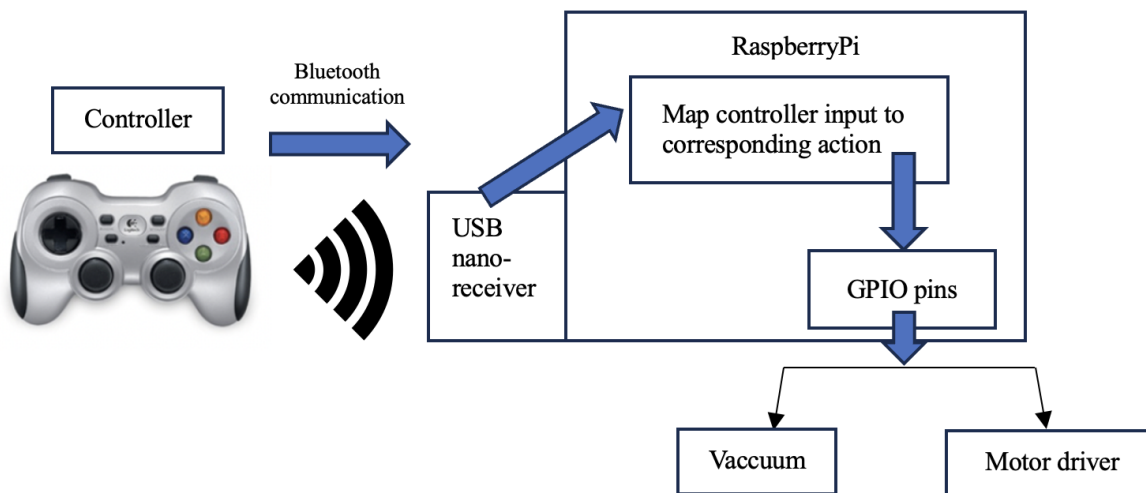 RaspberryPi
Bluetooth
communication
Controller
Map controller input to
corresponding action
USB
nano-
receiver
GPIO pins
Vaccuum
Motor driver